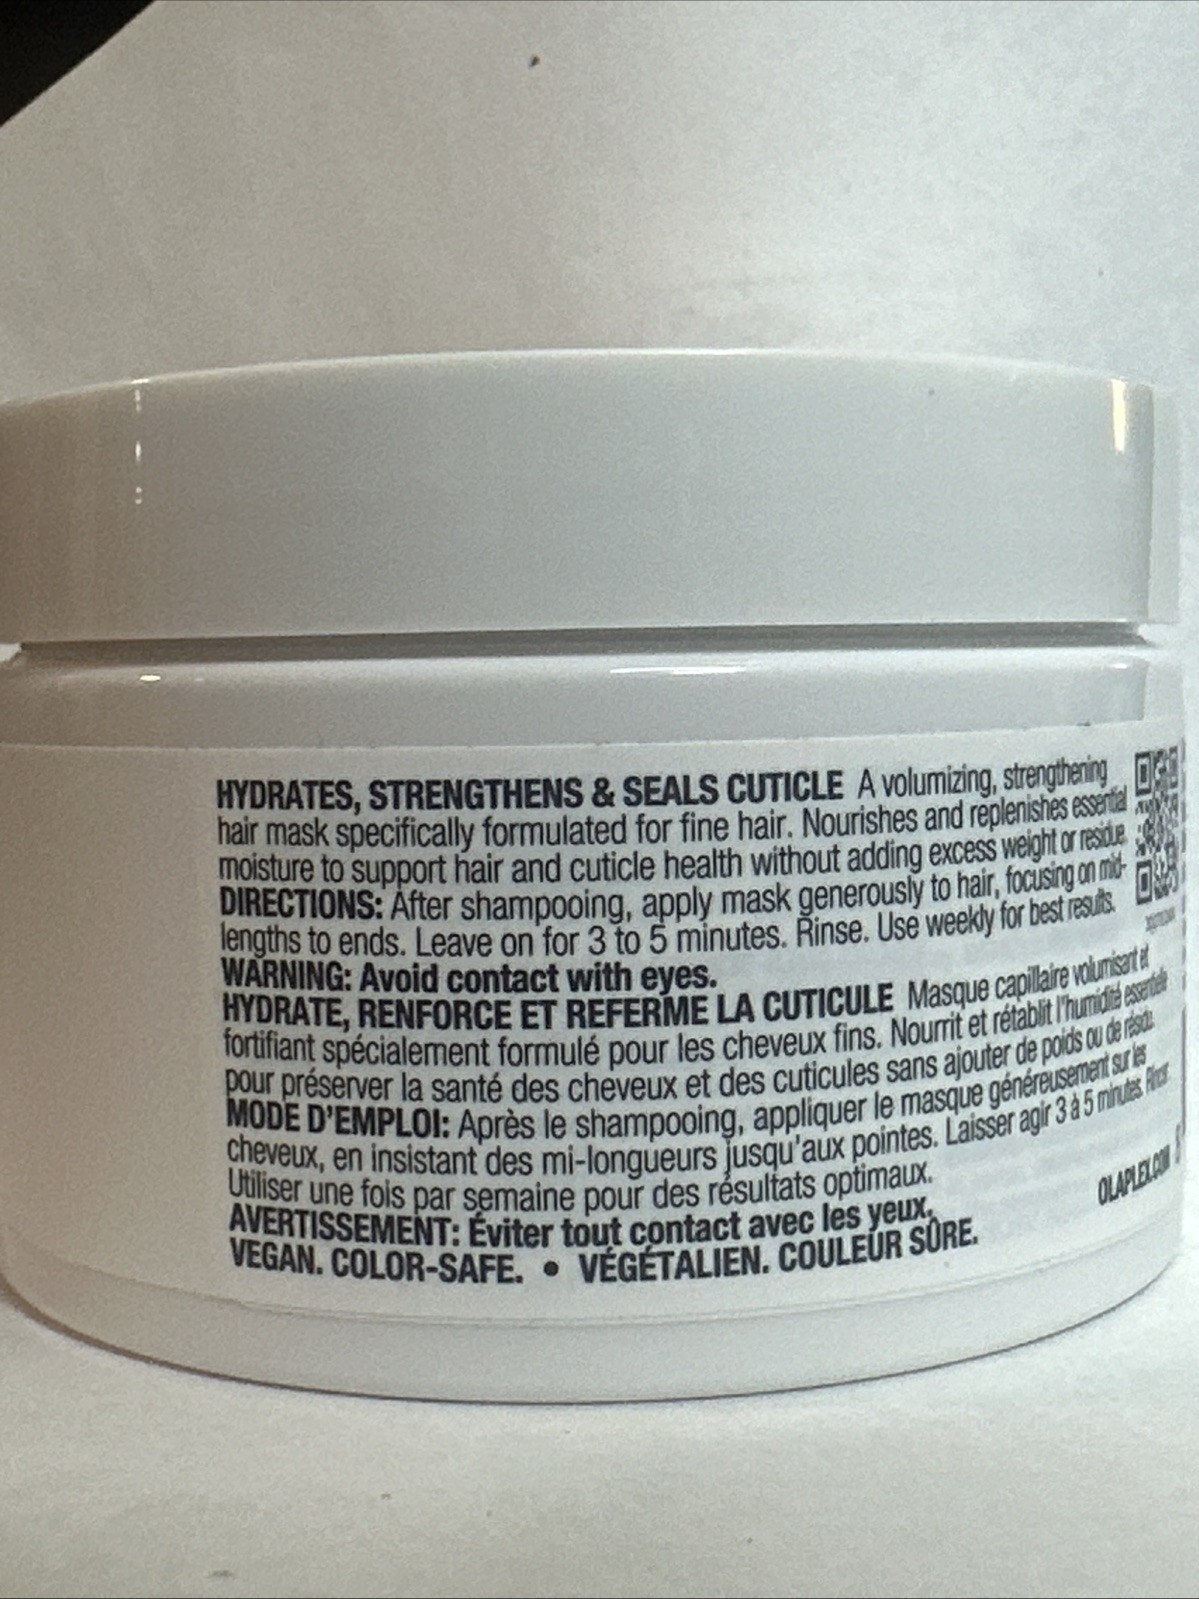 HYDRATES, STRENGTHENS & SEALS CUTICLE A volumizing, strengthening
hair mask specifically formulated for fine hair. Nourishes and replenishes essential
moisture to support hair and cuticle health without adding excess weight or residue.
DIRECTIONS: After shampooing, apply mask generously to hair, focusing on mid-
lengths to ends. Leave on for 3 to 5 minutes. Rinse. Use weekly for best results.
WARNING: Avoid contact with eyes.
HYDRATE, RENFORCE ET REFERME LA CUTICULE Masque capillaire volumisant et
fortifiant spécialement formulé pour les cheveux fins. Nourrit et rétablit l'humidité essentielle
pour préserver la santé des cheveux et des cuticules sans ajouter de poids ou de résidu.
MODE D'EMPLOI: Après le shampooing, appliquer le masque généreusement sur les
cheveux, en insistant des mi-longueurs jusqu'aux pointes. Laisser agir 3 à 5 minutes. Rincer.
Utiliser une fois par semaine pour des résultats optimaux.
AVERTISSEMENT: Éviter tout contact avec les yeux.
VEGAN. COLOR-SAFE. • VÉGÉTALIEN. COULEUR SÛRE.
OLAPLEX.COM